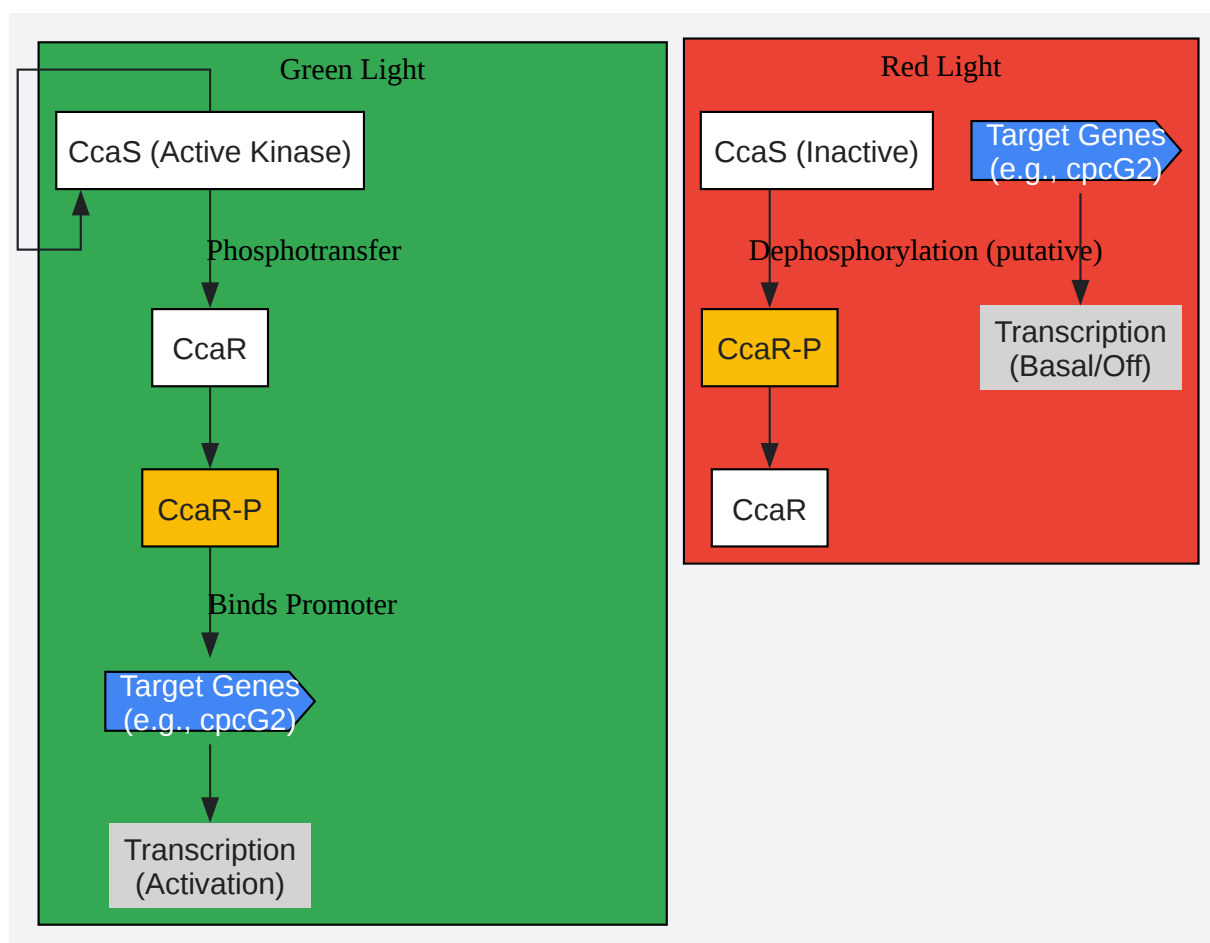 Green Light
CcaS (Active Kinase)
Phosphotransfer
CcaR
CcaR-P
Binds Promoter
Target Genes
(e.g., cpcG2)
Transcription
(Activation)
Red Light
CcaS (Inactive)
Target Genes
(e.g., cpcG2)
Dephosphorylation (putative)
CcaR-P
Transcription
(Basal/Off)
CcaR